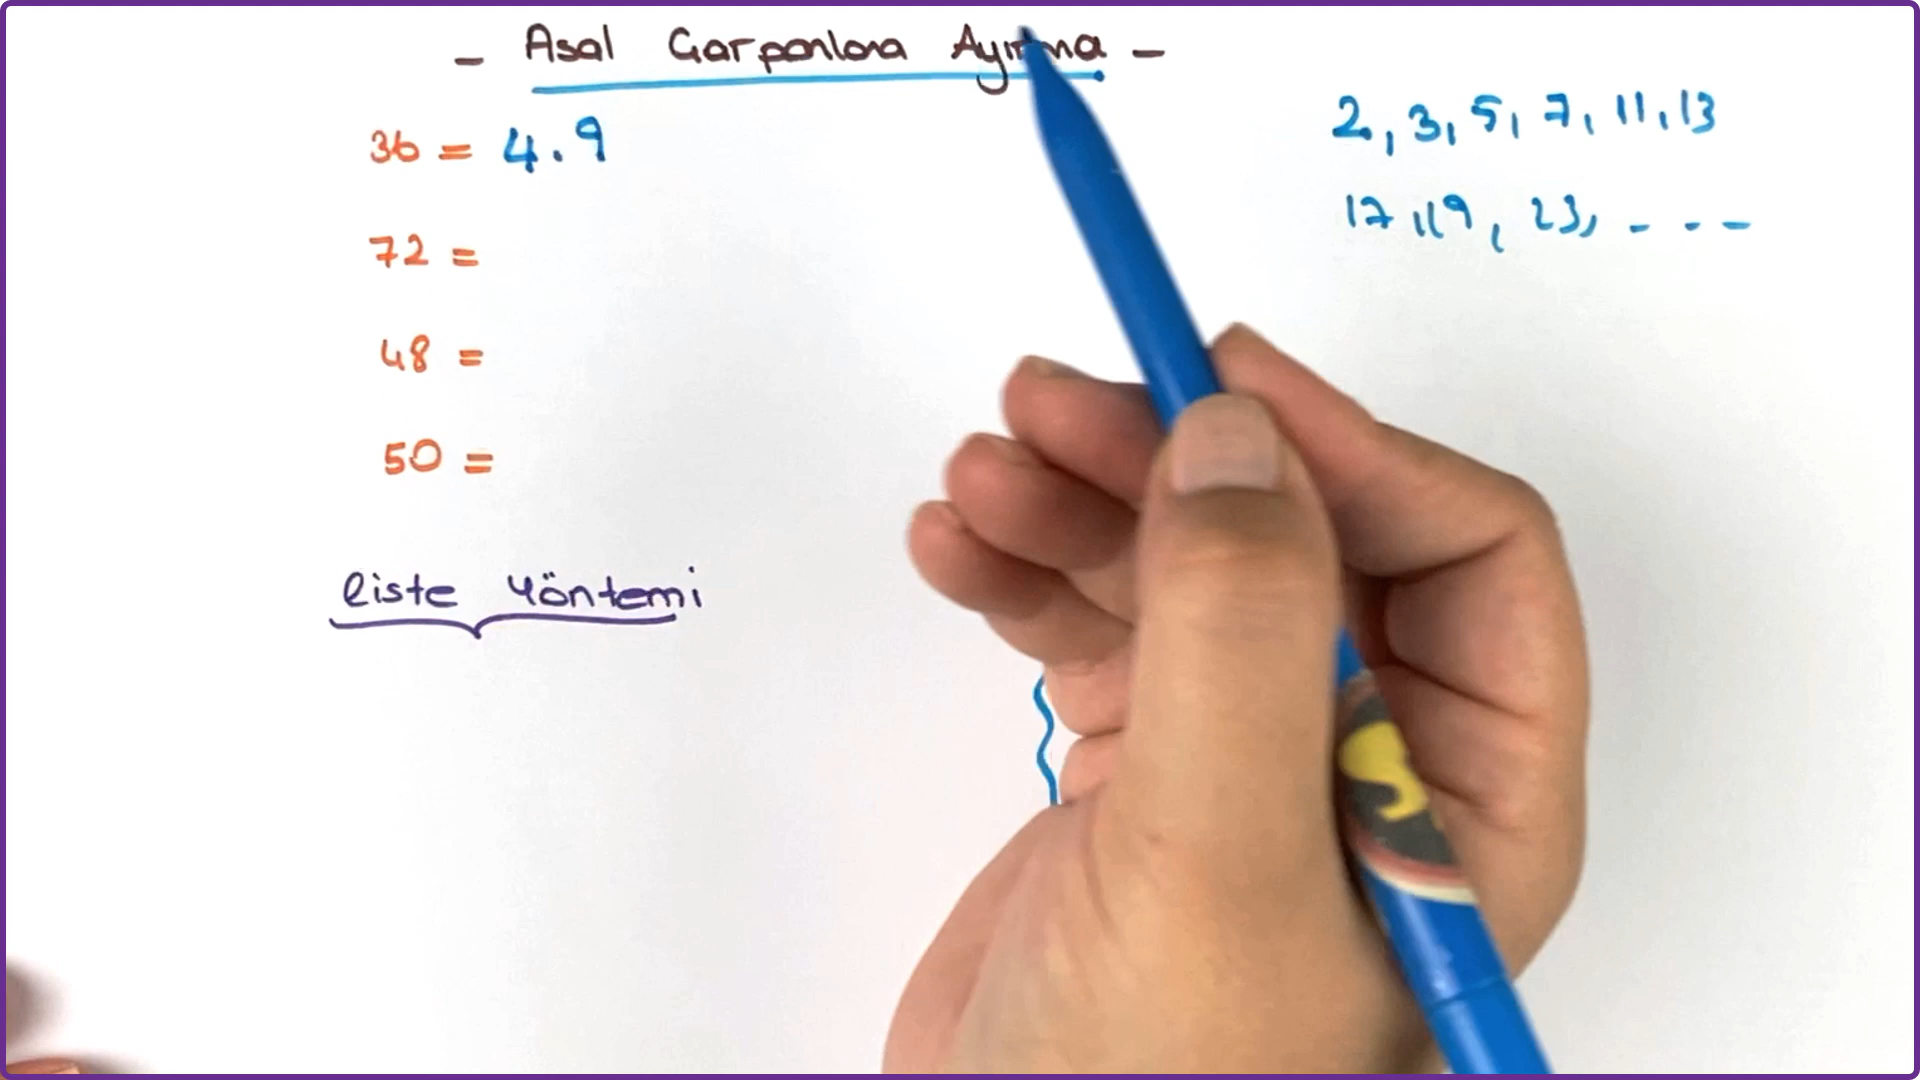 - Asal Çarpanlara Ayırma -
36 = 4.9
2, 3, 5, 7, 11, 13
17, 19, 23, - - -
72 =
48 =
50 =
Liste Yöntemi